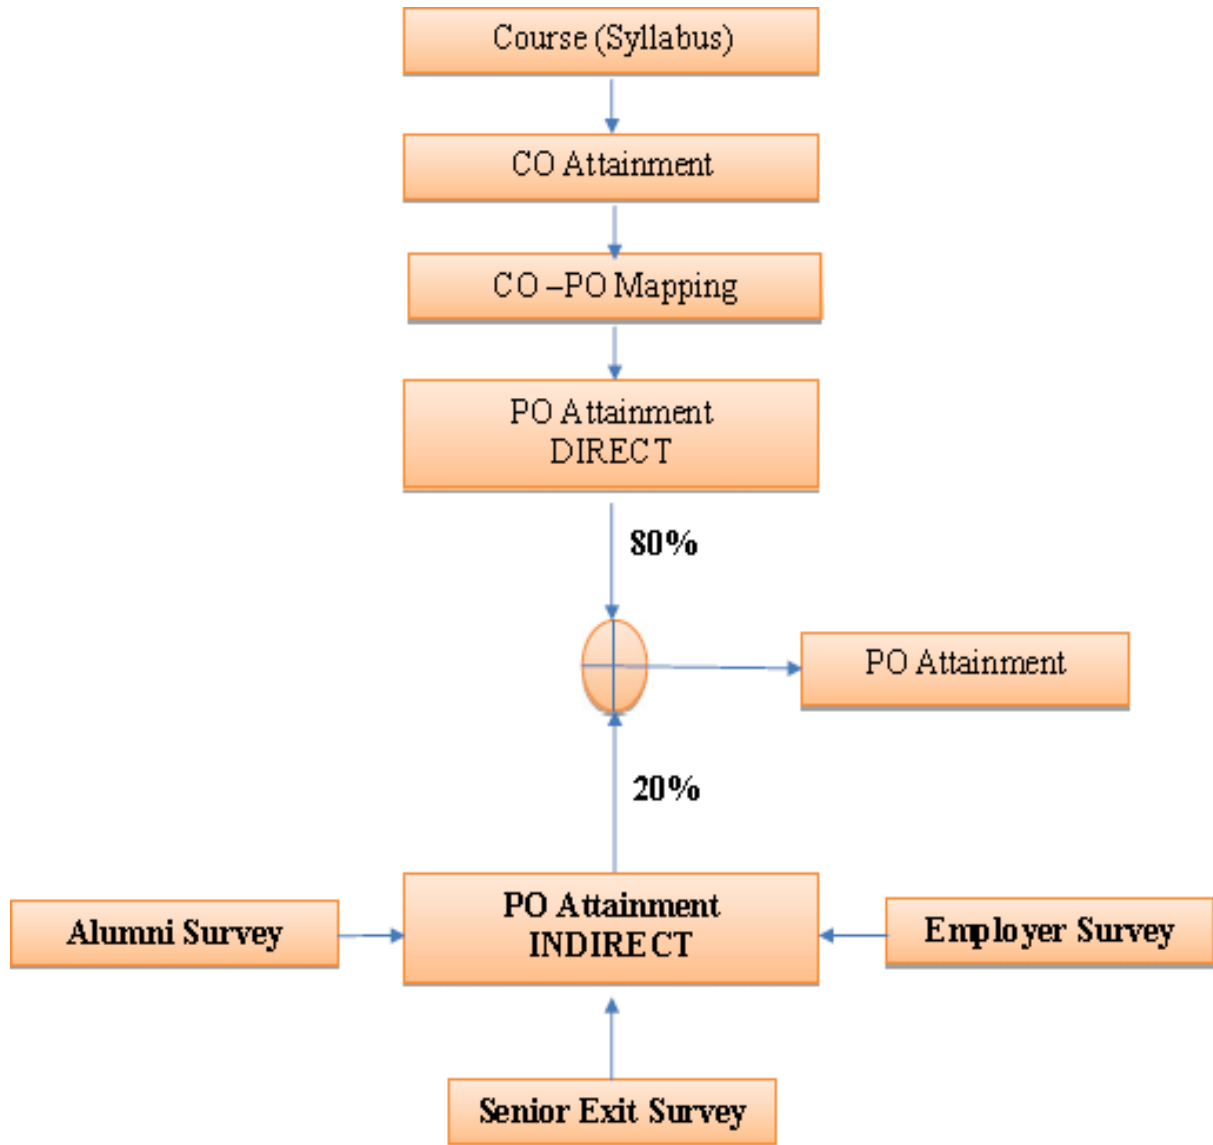 Course (Syllabus)
CO Attainment
CO –PO Mapping
PO Attainment
DIRECT
80%
PO Attainment
20%
PO Attainment
INDIRECT
Alumni Survey
Employer Survey
Senior Exit Survey